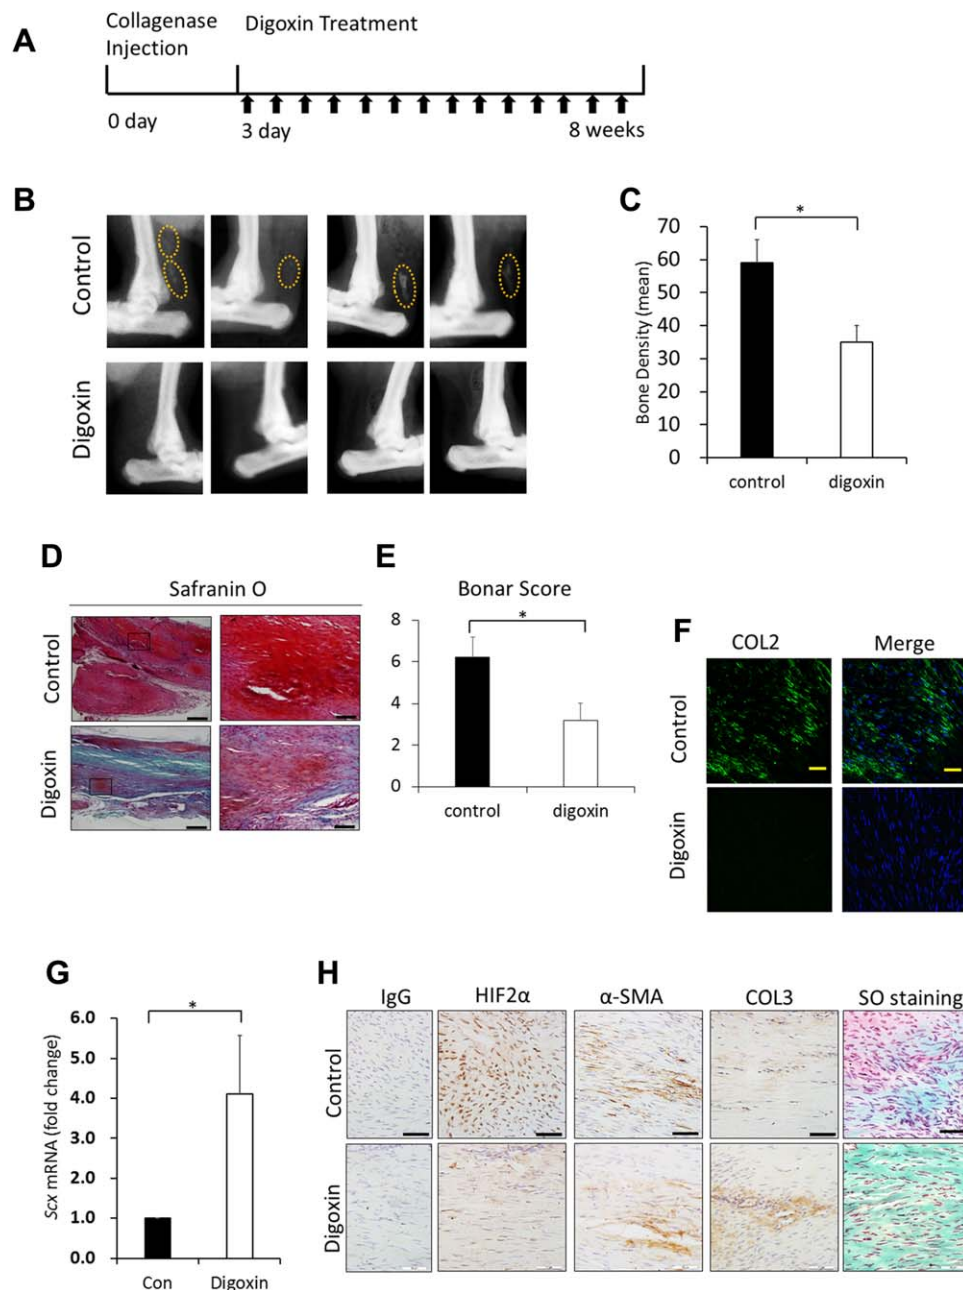 A
Collagenase
Injection
Digoxin Treatment
0 day
3 day
8 weeks
B
Control
Digoxin
C
*
70
60
50
40
30
20
10
0
Bone Density (mean)
control
digoxin
D
Safranin O
Control
Digoxin
E
Bonar Score
*
8
6
4
2
0
control
digoxin
F
COL2
Merge
Control
Digoxin
G
*
6.0
5.0
4.0
3.0
2.0
1.0
0.0
Scx mRNA (fold change)
Con
Digoxin
H
IgG
HIF2α
α-SMA
COL3
SO staining
Control
Digoxin